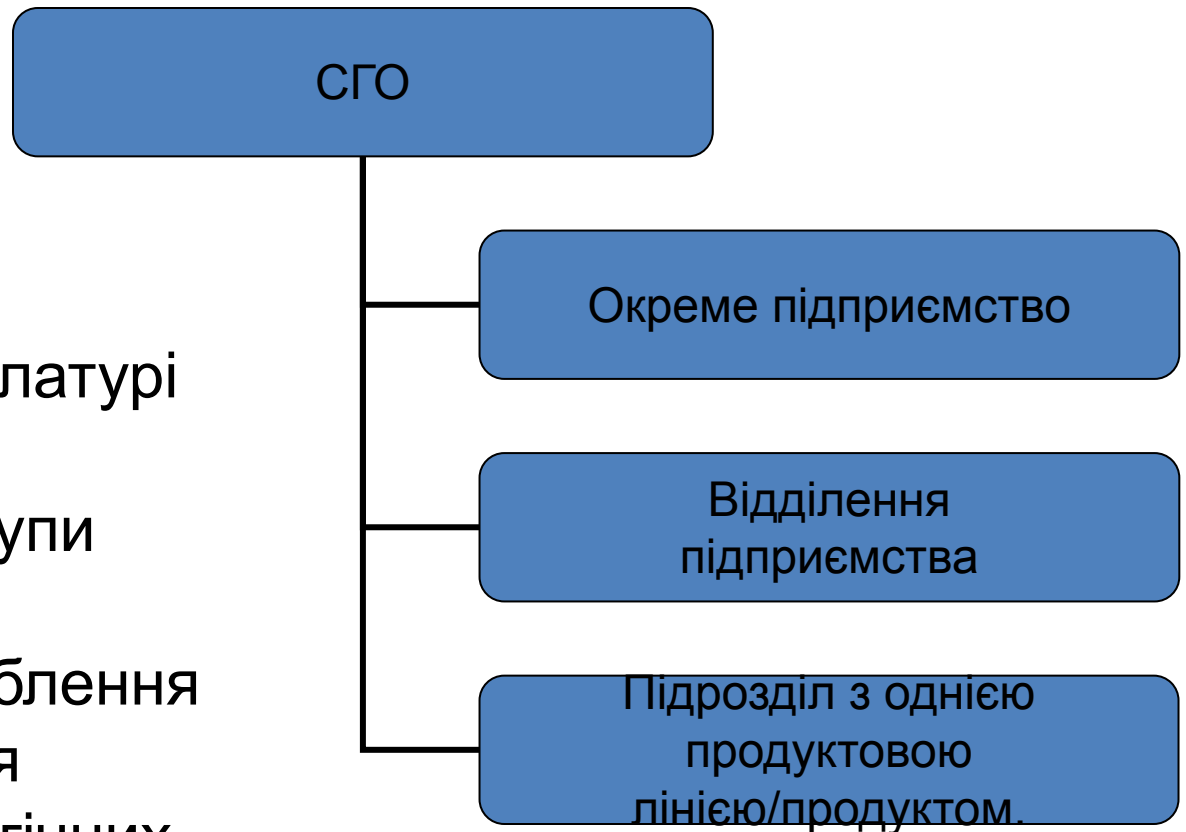 СГО
Окреме підприємство
Відділення
підприємства
Підрозділ з однією
продуктовою
лінією/продуктом.
латурі
упи
блення
я